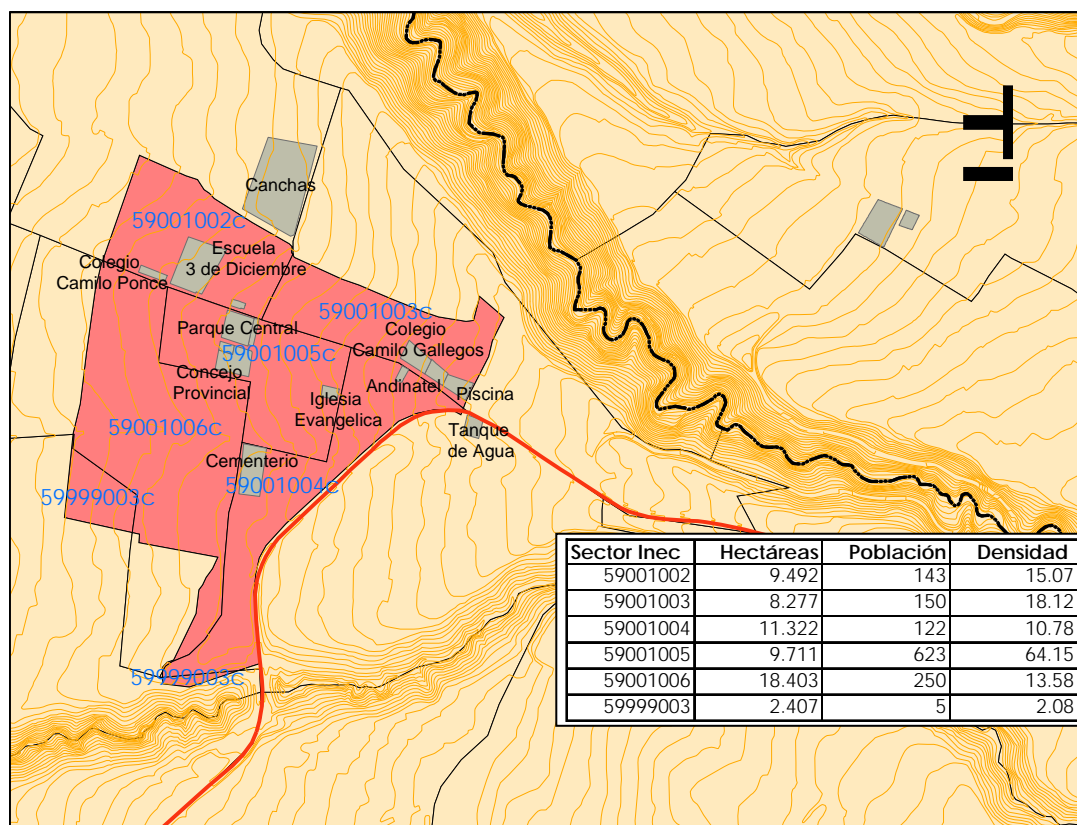 Canchas
59001002c
Escuela
3 de Diciembre
Colegio
Camilo Ponce
59001003c
Parque Central
Colegio
Camilo Gallegos
59001005c
Concejo
Provincial
Andinatel
Piscina
Iglesia
Evangelica
59001006c
Tanque
de Agua
Cementerio
59001004c
59999003c
59999003c
Sector Inec Hectáreas Población Densidad
59001002 9.492 143 15.07
59001003 8.277 150 18.12
59001004 11.322 122 10.78
59001005 9.711 623 64.15
59001006 18.403 250 13.58
59999003 2.407 5 2.08